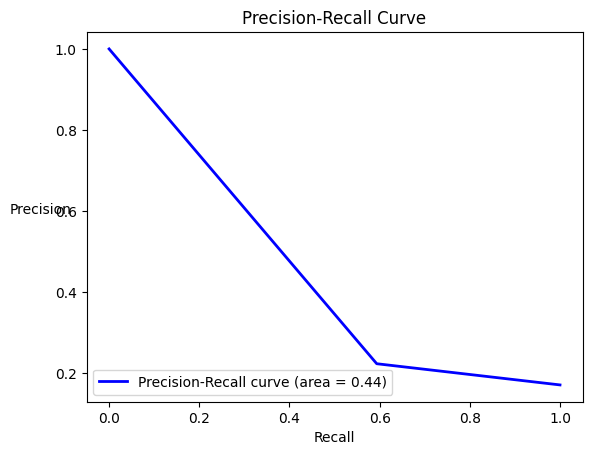 Precision-Recall Curve
1.0
0.8
Precision
0.6
0.4
0.2
Precision-Recall curve (area = 0.44)
0.0 0.2 0.4 0.6 0.8 1.0
Recall